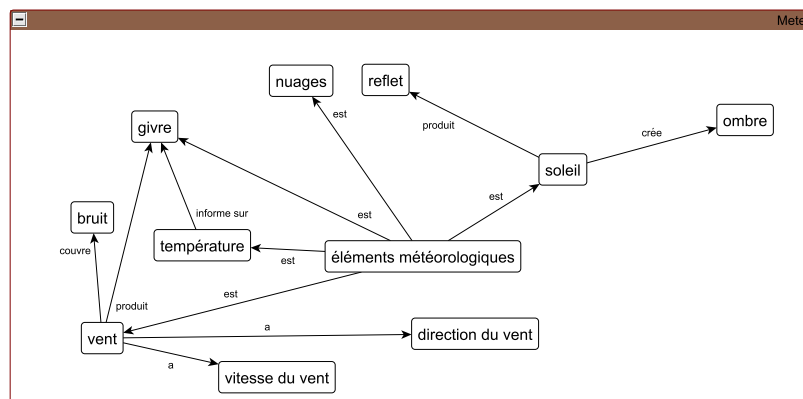 Mete
nuages
reflet
est
produit
ombre
givre
crée
soleil
est
bruit
informe sur
est
couvre
température
éléments météorologiques
est
est
produit
vent
a
direction du vent
a
vitesse du vent